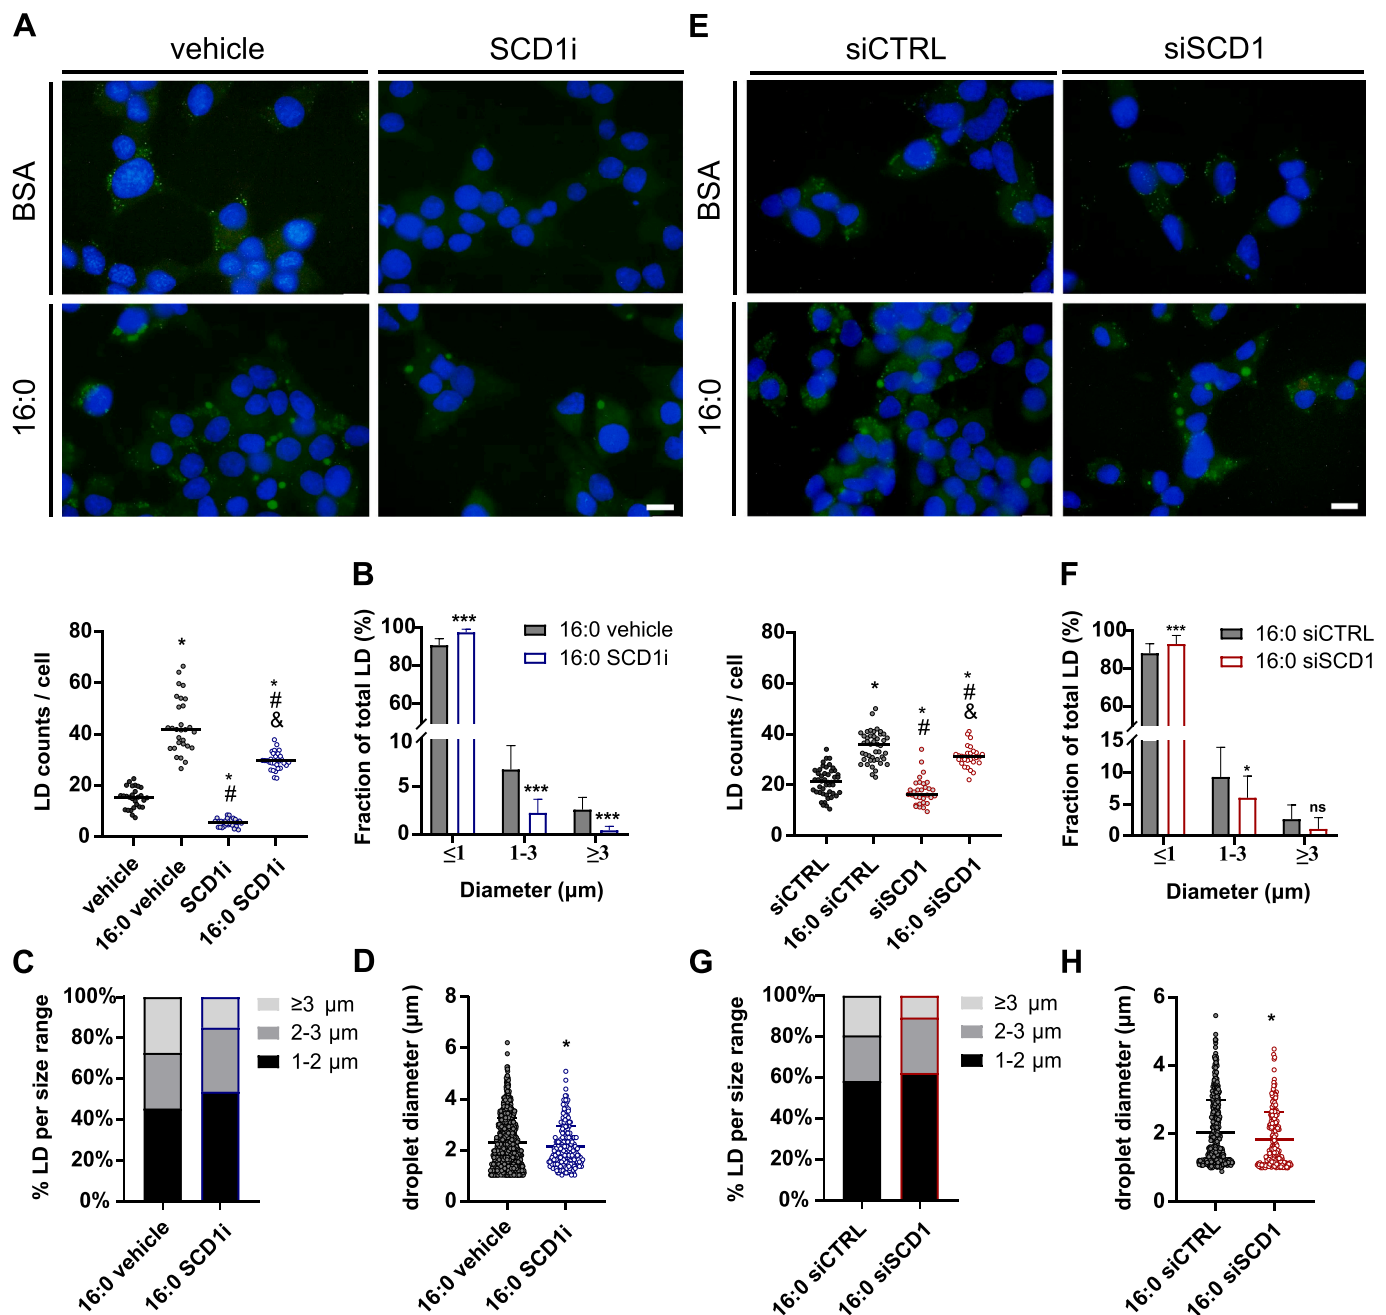 A
vehicle
SCD1i
BSA
16:0
E
siCTRL
siSCD1
BSA
16:0
LD counts / cell
80
60
40
20
0
*
*
#
*
#
&
vehicle
16:0 vehicle
SCD1i
16:0 SCD1i
B
Fraction of total LD (%)
100
80
60
10
5
0
***
***
***
16:0 vehicle
16:0 SCD1i
≤1
1-3
≥3
Diameter (µm)
LD counts / cell
80
60
40
20
0
*
*
#
*
#
&
siCTRL
16:0 siCTRL
siSCD1
16:0 siSCD1
F
Fraction of total LD (%)
100
80
60
15
10
5
0
***
*
ns
16:0 siCTRL
16:0 siSCD1
≤1
1-3
≥3
Diameter (µm)
C
% LD per size range
100%
80%
60%
40%
20%
0%
≥3 µm
2-3 µm
1-2 µm
16:0 vehicle
16:0 SCD1i
D
droplet diameter (µm)
8
6
4
2
0
*
16:0 vehicle
16:0 SCD1i
G
% LD per size range
100%
80%
60%
40%
20%
0%
≥3 µm
2-3 µm
1-2 µm
16:0 siCTRL
16:0 siSCD1
H
droplet diameter (µm)
6
4
2
0
*
16:0 siCTRL
16:0 siSCD1